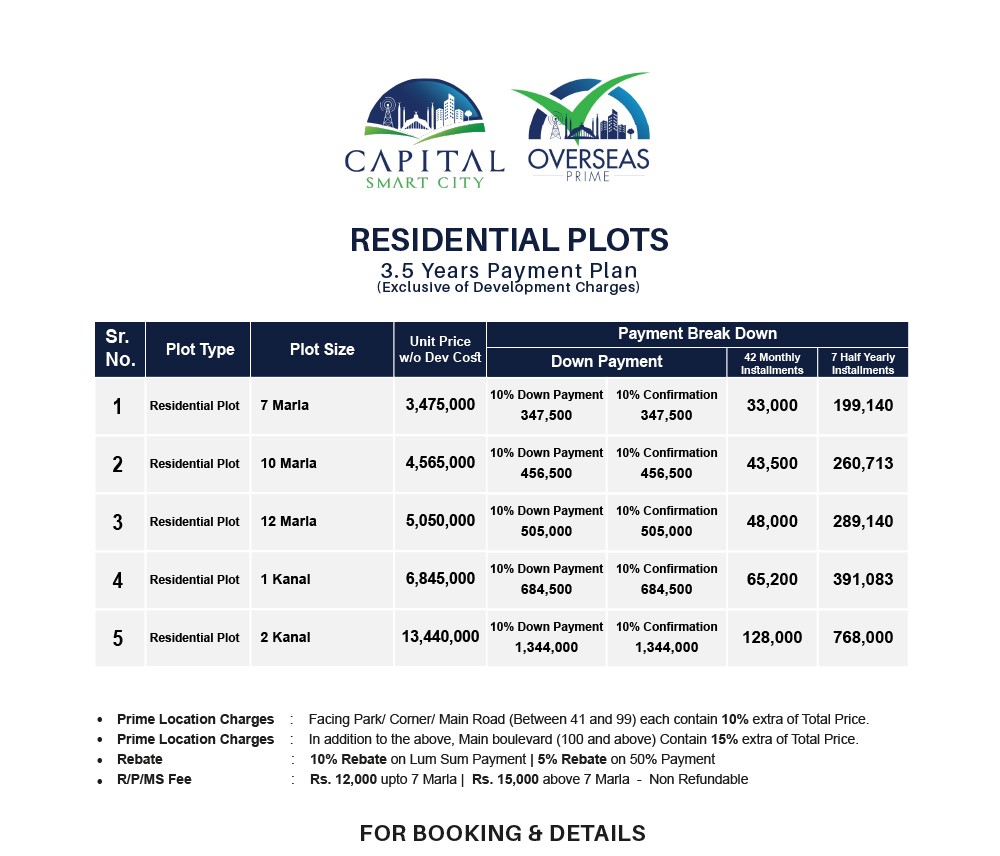 CAPITAL
SMART CITY
OVERSEAS
PRIME
RESIDENTIAL PLOTS
3.5 Years Payment Plan
(Exclusive of Development Charges)
Sr. No. Plot Type Plot Size Unit Price w/o Dev Cost Payment Break Down
Down Payment 42 Monthly Installments 7 Half Yearly Installments
1 Residential Plot 7 Marla 3,475,000 10% Down Payment 347,500 10% Confirmation 347,500 33,000 199,140
2 Residential Plot 10 Marla 4,565,000 10% Down Payment 456,500 10% Confirmation 456,500 43,500 260,713
3 Residential Plot 12 Marla 5,050,000 10% Down Payment 505,000 10% Confirmation 505,000 48,000 289,140
4 Residential Plot 1 Kanal 6,845,000 10% Down Payment 684,500 10% Confirmation 684,500 65,200 391,083
5 Residential Plot 2 Kanal 13,440,000 10% Down Payment 1,344,000 10% Confirmation 1,344,000 128,000 768,000
• Prime Location Charges : Facing Park/ Corner/ Main Road (Between 41 and 99) each contain 10% extra of Total Price.
• Prime Location Charges : In addition to the above, Main boulevard (100 and above) Contain 15% extra of Total Price.
• Rebate : 10% Rebate on Lum Sum Payment | 5% Rebate on 50% Payment
• R/P/MS Fee : Rs. 12,000 upto 7 Marla | Rs. 15,000 above 7 Marla - Non Refundable
FOR BOOKING & DETAILS